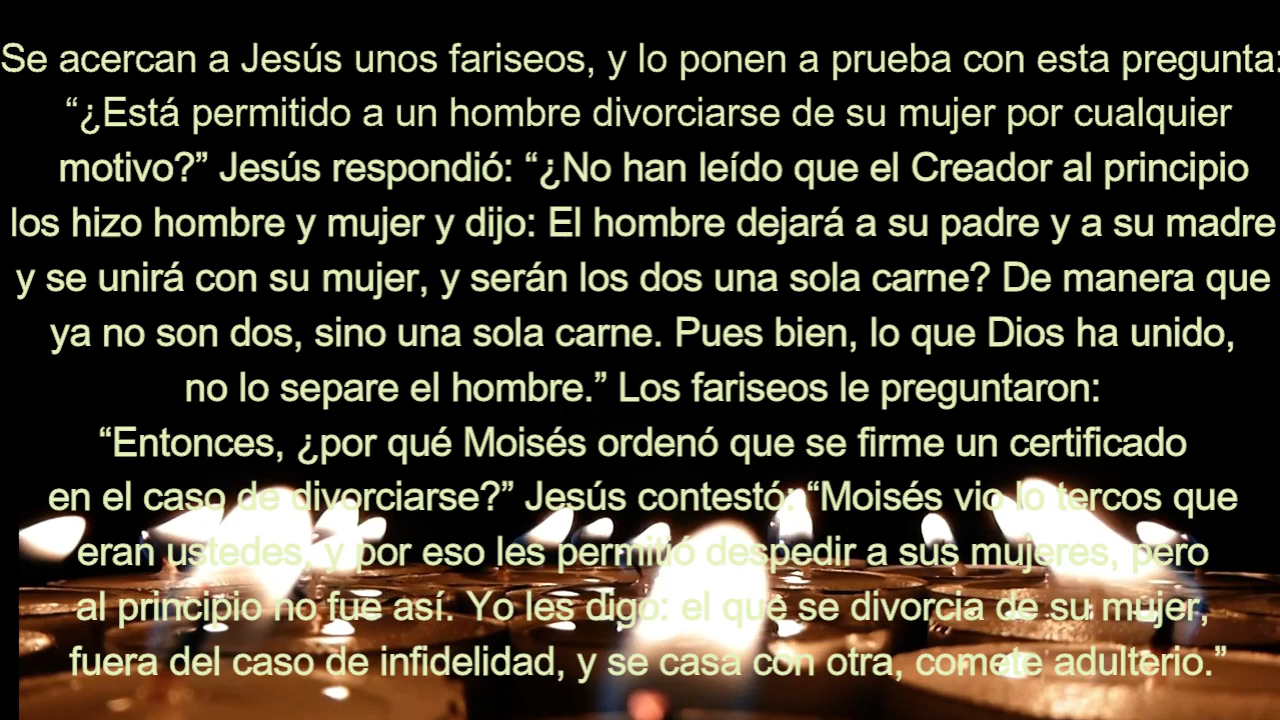 Se acercan a Jesús unos fariseos, y lo ponen a prueba con esta pregunta:
“¿Está permitido a un hombre divorciarse de su mujer por cualquier
motivo?” Jesús respondió: “¿No han leído que el Creador al principio
los hizo hombre y mujer y dijo: El hombre dejará a su padre y a su madre
y se unirá con su mujer, y serán los dos una sola carne? De manera que
ya no son dos, sino una sola carne. Pues bien, lo que Dios ha unido,
no lo separe el hombre.” Los fariseos le preguntaron:
“Entonces, ¿por qué Moisés ordenó que se firme un certificado
en el caso de divorciarse?” Jesús contestó: “Moisés vio lo tercos que
eran ustedes, y por eso les permitió despedir a sus mujeres, pero
al principio no fue así. Yo les digo: el que se divorcia de su mujer,
fuera del caso de infidelidad, y se casa con otra, comete adulterio.”